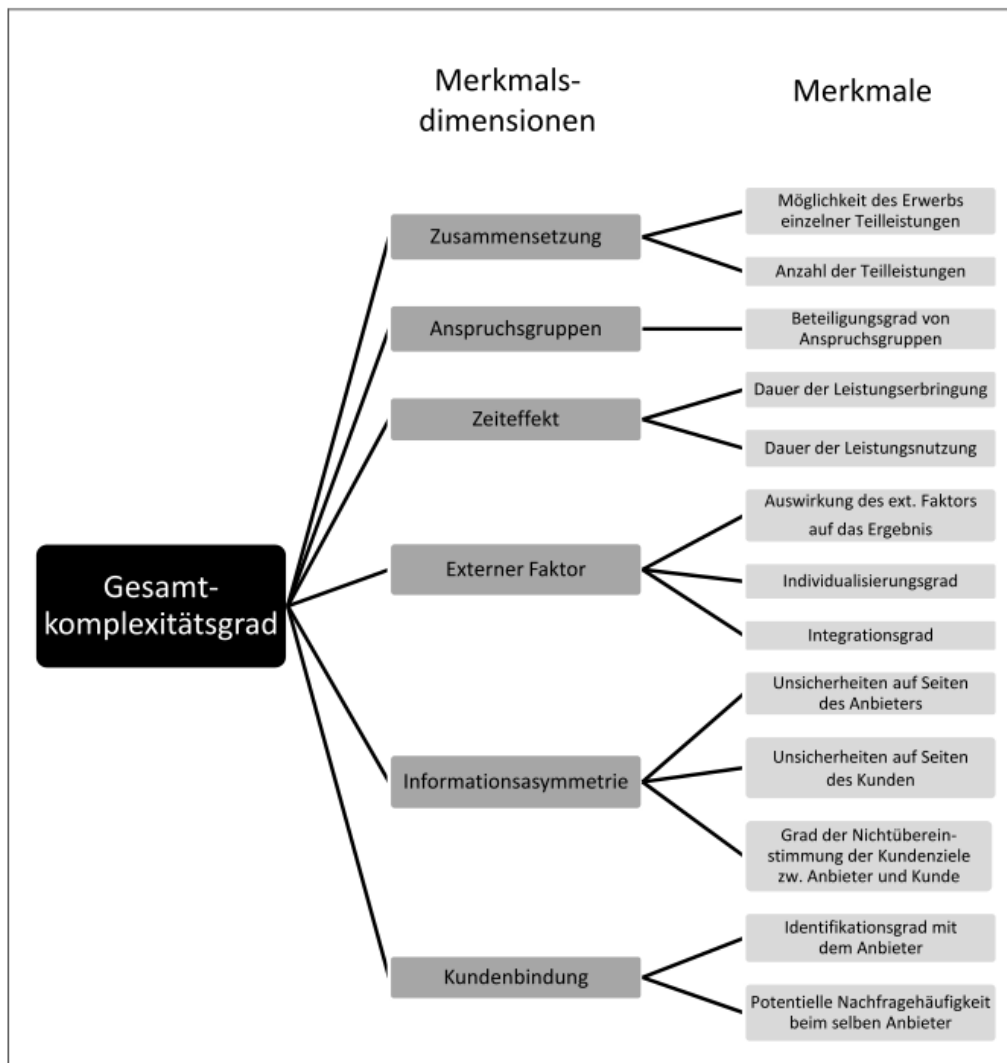 Merkmals-
dimensionen
Merkmale
Gesamt-
komplexitätsgrad
Zusammensetzung
Möglichkeit des Erwerbs
einzelner Teilleistungen
Anzahl der Teilleistungen
Anspruchsgruppen
Beteiligungsgrad von
Anspruchsgruppen
Zeiteffekt
Dauer der Leistungserbringung
Dauer der Leistungsnutzung
Externer Faktor
Auswirkung des ext. Faktors
auf das Ergebnis
Individualisierungsgrad
Integrationsgrad
Informationsasymmetrie
Unsicherheiten auf Seiten
des Anbieters
Unsicherheiten auf Seiten
des Kunden
Grad der Nichtüberein-
stimmung der Kundenziele
zw. Anbieter und Kunde
Kundenbindung
Identifikationsgrad mit
dem Anbieter
Potentielle Nachfragehäufigkeit
beim selben Anbieter